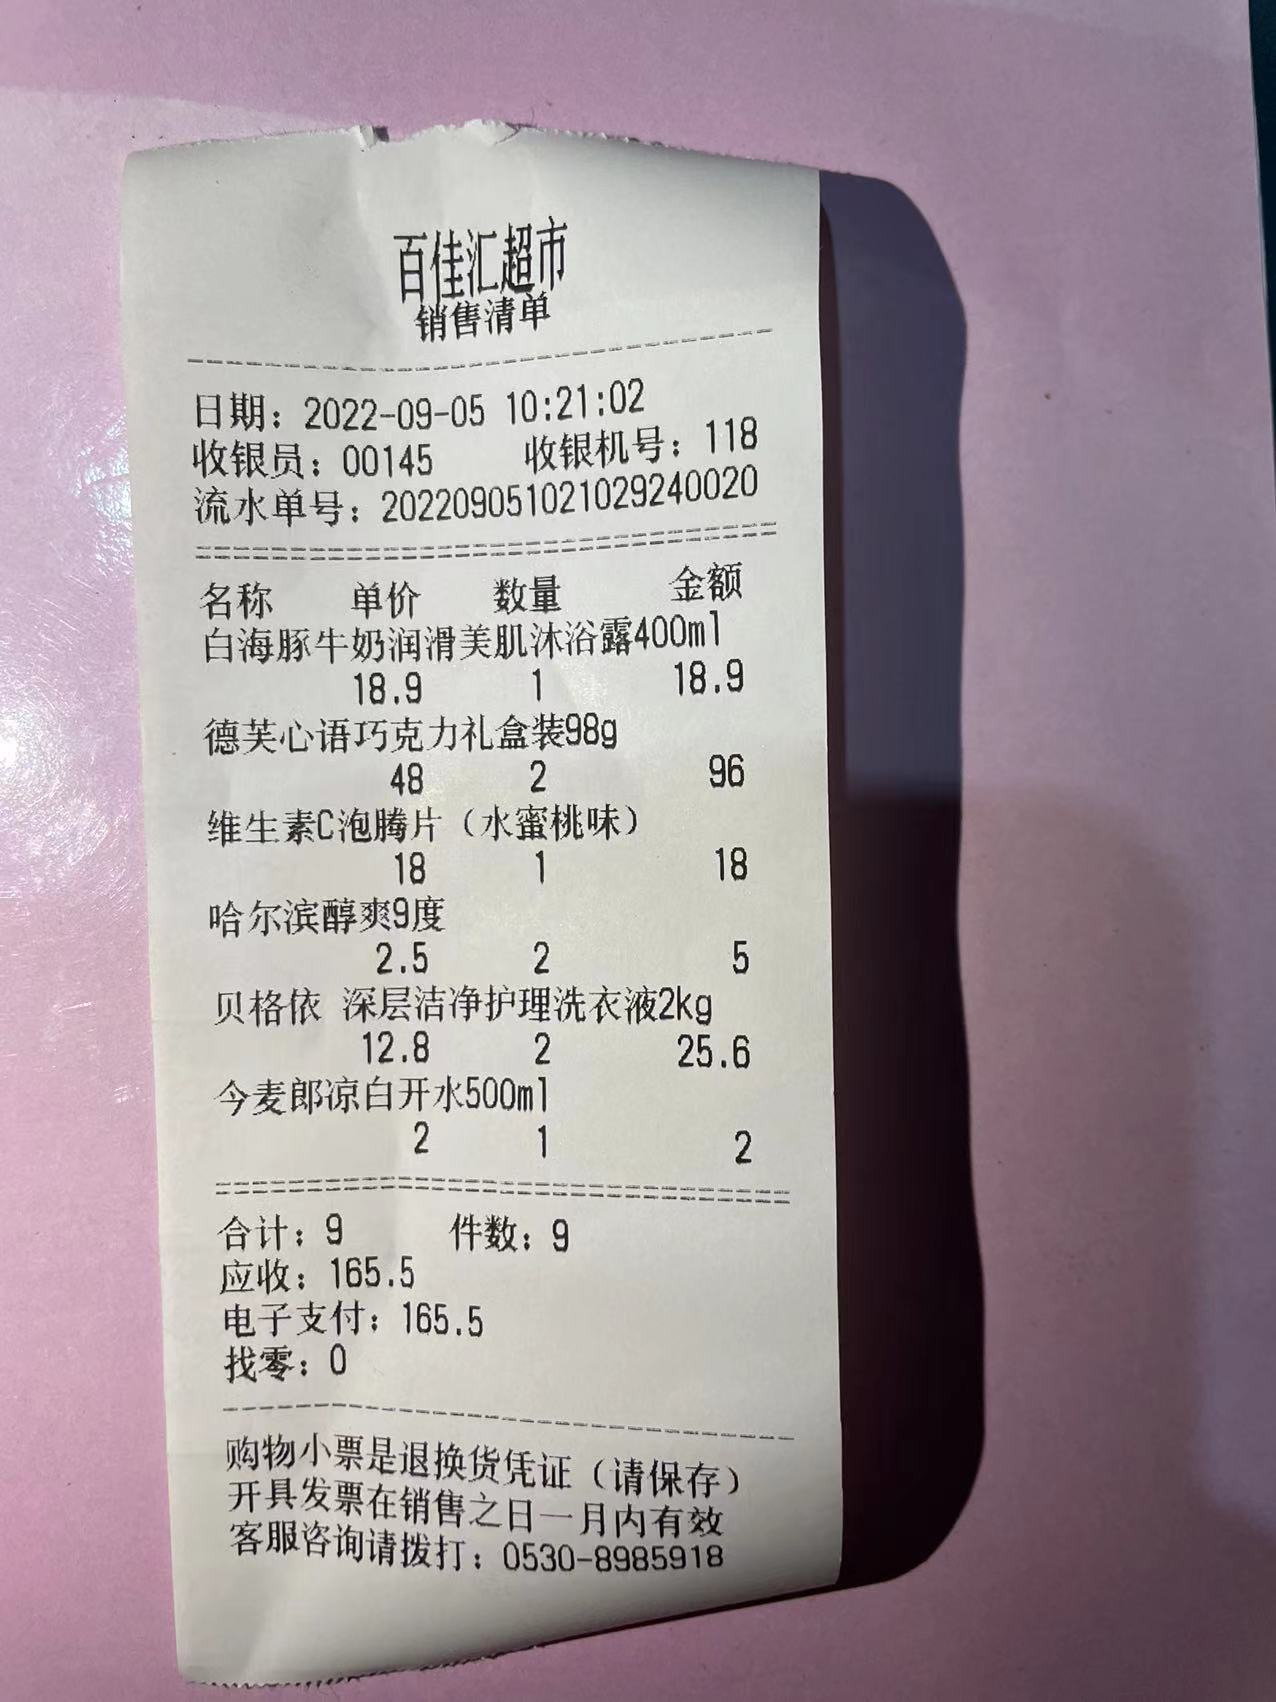 百佳汇超市
销售清单
日期：2022-09-05 10:21:02
收银员：00145 收银机号：118
流水单号：202209051021029240020
名称 单价 数量 金额
白海豚牛奶润滑美肌沐浴露400ml
18.9 1 18.9
德芙心语巧克力礼盒装98g
48 2 96
维生素C泡腾片（水蜜桃味）
18 1 18
哈尔滨醇爽9度
2.5 2 5
贝格依 深层洁净护理洗衣液2kg
12.8 2 25.6
今麦郎凉白开水500ml
2 1 2
合计：9 件数：9
应收：165.5
电子支付：165.5
找零：0
购物小票是退换货凭证（请保存）
开具发票在销售之日一月内有效
客服咨询请拨打：0530-8985918